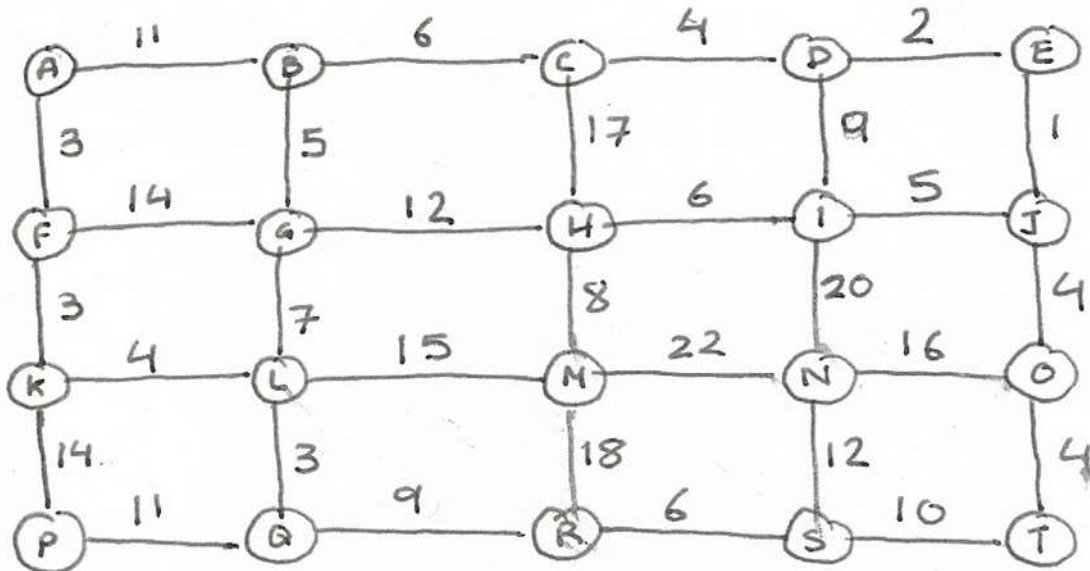 11 6 4 2
A B C D E
3 5 17 9 1
14 12 6 5
F G H I J
3 7 8 20 4
4 15 22 16
K L M N O
14 3 18 12 4
11 9 6 10
P Q R S T